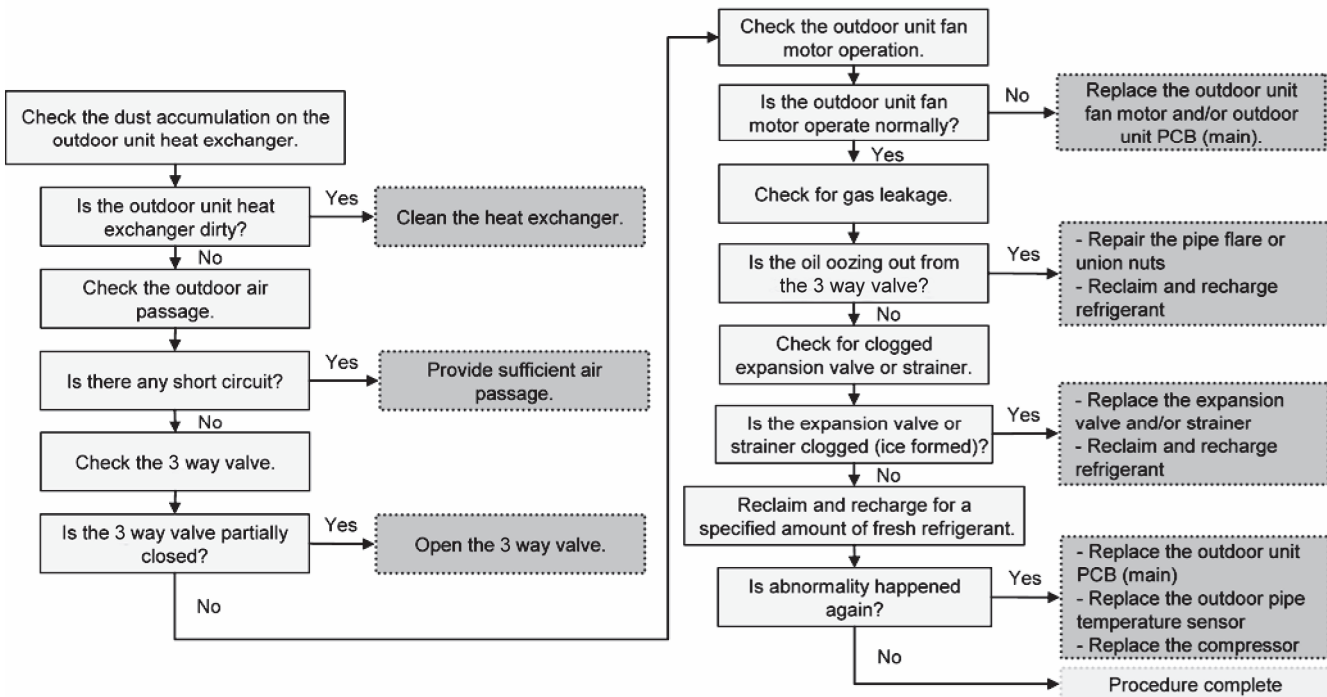 Check the dust accumulation on the
outdoor unit heat exchanger.
Is the outdoor unit heat
exchanger dirty?
Yes
Clean the heat exchanger.
No
Check the outdoor air
passage.
Is there any short circuit?
Yes
Provide sufficient air
passage.
No
Check the 3 way valve.
Is the 3 way valve partially
closed?
Yes
Open the 3 way valve.
No
Check the outdoor unit fan
motor operation.
Is the outdoor unit fan
motor operate normally?
No
Replace the outdoor unit
fan motor and/or outdoor
unit PCB (main).
Yes
Check for gas leakage.
Is the oil oozing out from
the 3 way valve?
Yes
- Repair the pipe flare or
union nuts
- Reclaim and recharge
refrigerant
No
Check for clogged
expansion valve or strainer.
Is the expansion valve or
strainer clogged (ice formed)?
Yes
- Replace the expansion
valve and/or strainer
- Reclaim and recharge
refrigerant
No
Reclaim and recharge for a
specified amount of fresh refrigerant.
Is abnormality happened
again?
Yes
- Replace the outdoor unit
PCB (main)
- Replace the outdoor pipe
temperature sensor
- Replace the compressor
No
Procedure complete